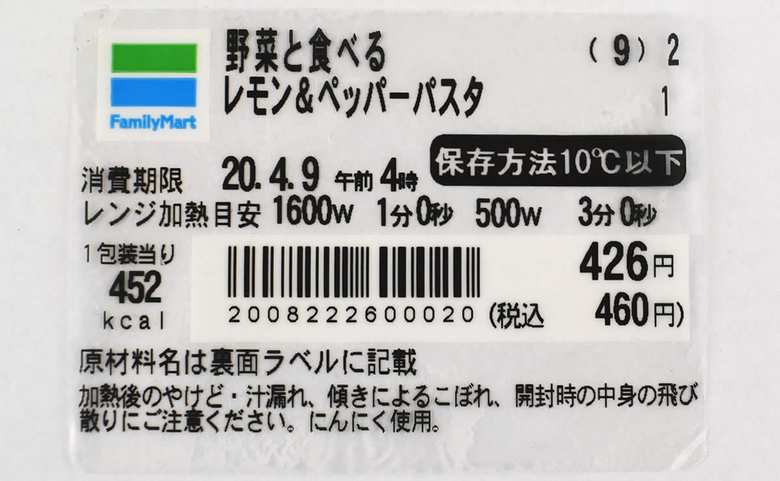 FamilyMart
野菜と食べる (9) 2
レモン&ペッパーパスタ 1
保存方法10℃以下
消費期限 20.4.9 午前4時
レンジ加熱目安 1600w 1分0秒 500w 3分0秒
1包装当り
452
kcal
2008222600020
426円
(税込 460円)
原材料名は裏面ラベルに記載
加熱後のやけど・汁漏れ、傾きによるこぼれ、開封時の中身の飛び
散りにご注意ください。にんにく使用。